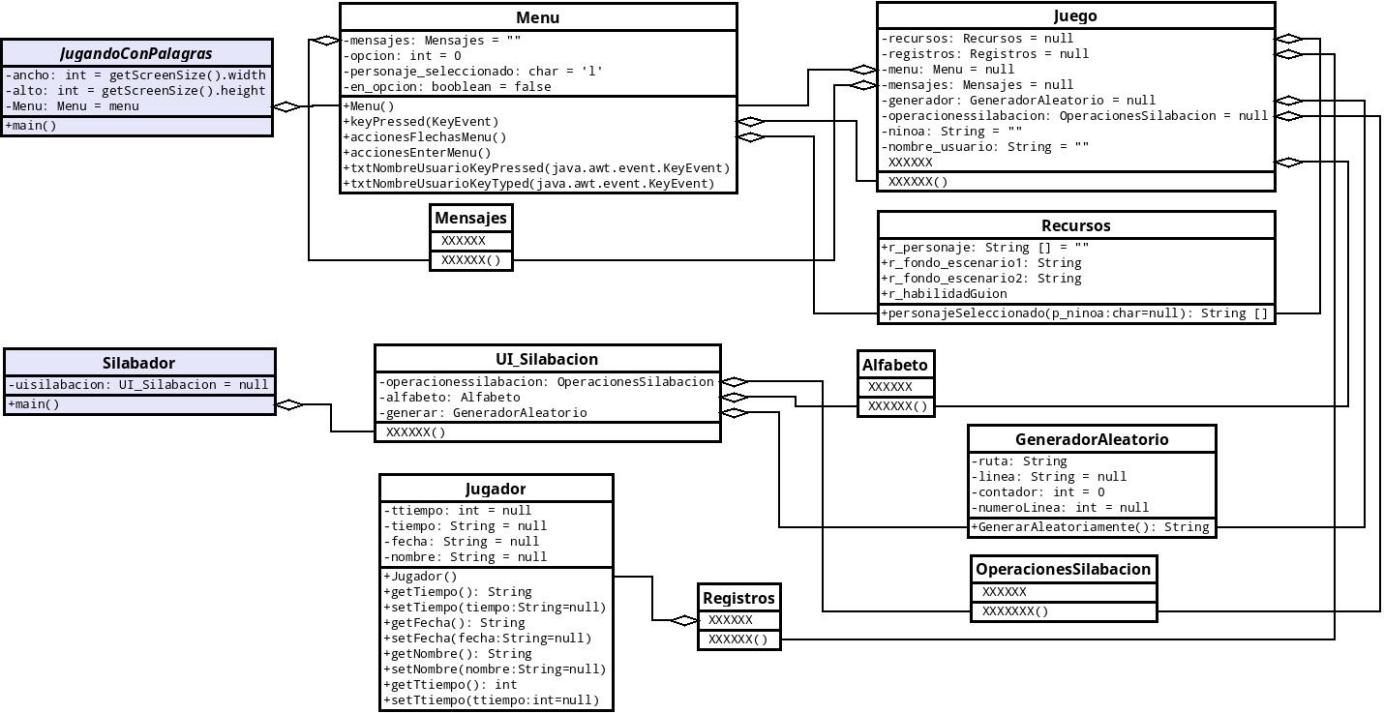 JugandoConPalagras
-ancho: int = getScreenSize().width
-alto: int = getScreenSize().height
-Menu: Menu = menu
+main()
Menu
-mensajes: Mensajes = ""
-opcion: int = 0
-personaje_seleccionado: char = 'l'
-en_opcion: booblean = false
+Menu()
+keyPressed(KeyEvent)
+accionesFlechasMenu()
+accionesEnterMenu()
+txtNombreUsuarioKeyPressed(java.awt.event.KeyEvent)
+txtNombreUsuarioKeyTyped(java.awt.event.KeyEvent)
Juego
-recursos: Recursos = null
-registros: Registros = null
-menu: Menu = null
-mensajes: Mensajes = null
-generador: GeneradorAleatorio = null
-operacionessilabacion: OperacionesSilabacion = null
-ninoa: String = ""
-nombre_usuario: String = ""
XXXXXX
XXXXXX()
Mensajes
XXXXXX
XXXXXX()
Recursos
+r_personaje: String [] = ""
+r_fondo_escenario1: String
+r_fondo_escenario2: String
+r_habilidadGuion
+personajeSeleccionado(p_ninoa:char=null): String []
Silabador
-uisilabacion: UI_Silabacion = null
+main()
UI_Silabacion
-operacionessilabacion: OperacionesSilabacion
-alfabeto: Alfabeto
-generar: GeneradorAleatorio
XXXXXX()
Alfabeto
XXXXXX
XXXXXX()
GeneradorAleatorio
-ruta: String
-linea: String = null
-contador: int = 0
-numeroLinea: int = null
+GenerarAleatoriamente(): String
Jugador
-ttiempo: int = null
-tiempo: String = null
-fecha: String = null
-nombre: String = null
+Jugador()
+getTiempo(): String
+setTiempo(tiempo:String=null)
+getFecha(): String
+setFecha(fecha:String=null)
+getNombre(): String
+setNombre(nombre:String=null)
+getTtiempo(): int
+setTtiempo(ttiempo:int=null)
Registros
XXXXXX
XXXXXX()
OperacionesSilabacion
XXXXXX
XXXXXXX()